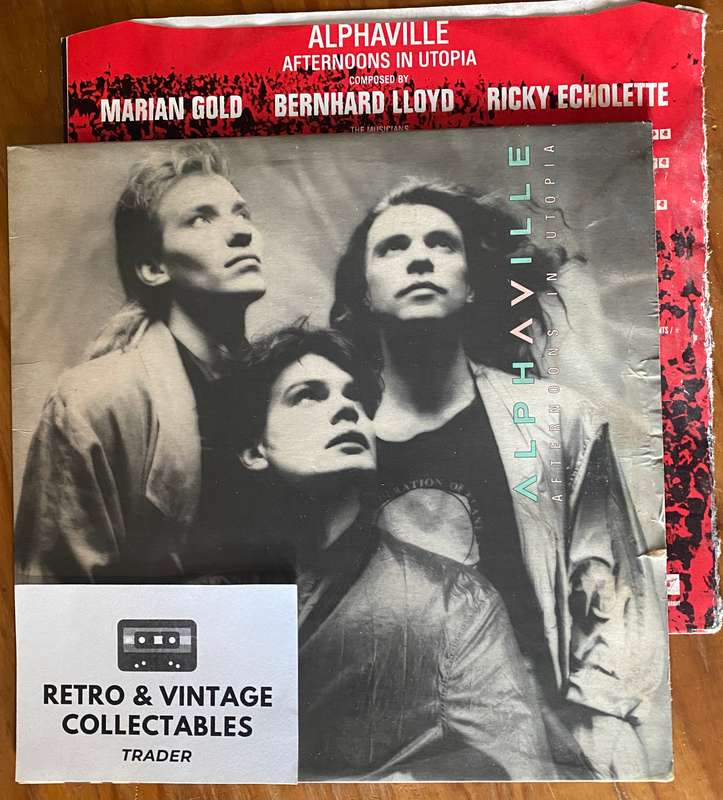 ALPHAVILLE
AFTERNOONS IN UTOPIA
COMPOSED BY
MARIAN GOLD BERNHARD LLOYD RICKY ECHOLETTE
THE MUSICIANS
ALPHAVILLE
AFTERNOONS IN UTOPIA
RETRO & VINTAGE
COLLECTABLES
TRADER